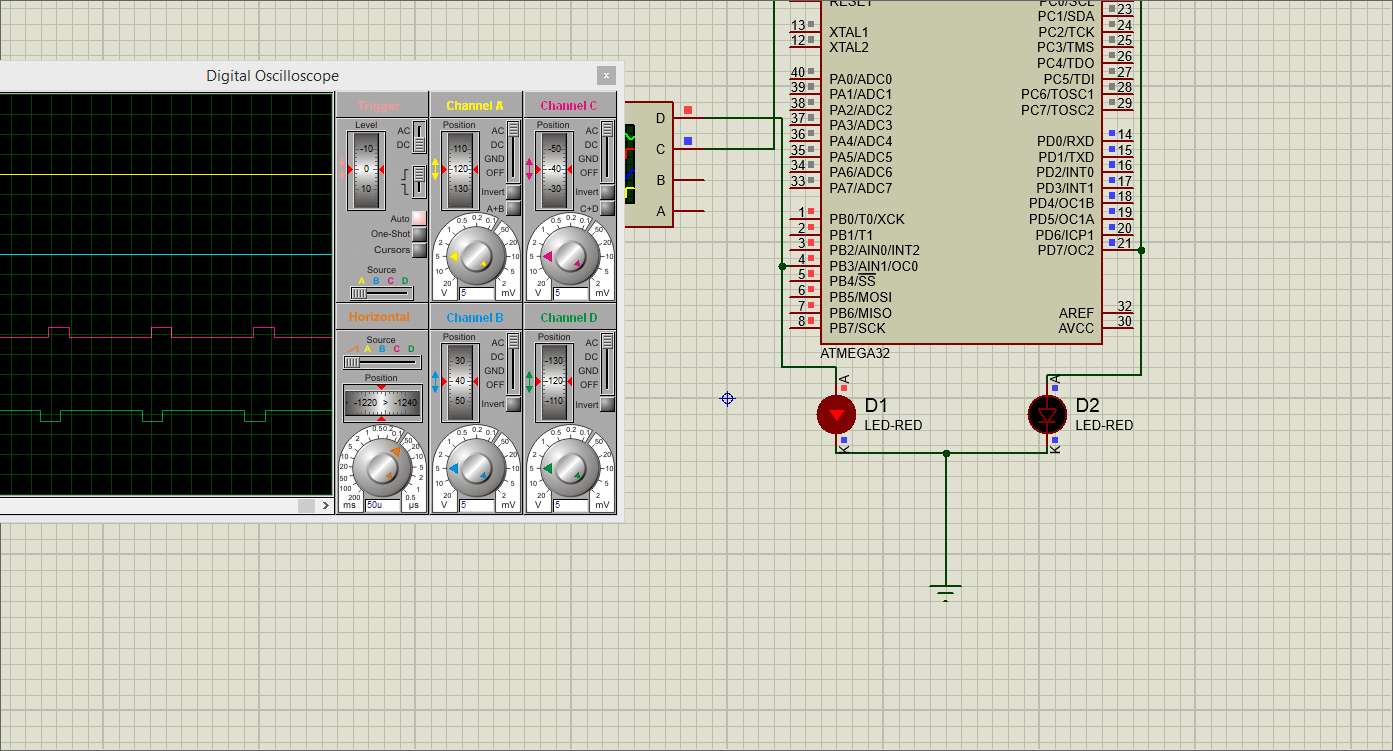 RESET
PC0/SCL
23
PC1/SDA
13
XTAL1
PC2/TCK
24
12
XTAL2
PC3/TMS
25
PC4/TDO
26
40
PA0/ADC0
PC5/TDI
27
39
PA1/ADC1
PC6/TOSC1
28
38
PA2/ADC2
PC7/TOSC2
29
37
PA3/ADC3
36
PA4/ADC4
PD0/RXD
14
35
PA5/ADC5
PD1/TXD
15
34
PA6/ADC6
PD2/INT0
16
33
PA7/ADC7
PD3/INT1
17
PD4/OC1B
18
1
PB0/T0/XCK
PD5/OC1A
19
2
PB1/T1
PD6/ICP1
20
3
PB2/AIN0/INT2
PD7/OC2
21
4
PB3/AIN1/OC0
5
PB4/SS
6
PB5/MOSI
7
PB6/MISO
AREF
32
8
PB7/SCK
AVCC
30
ATMEGA32
D
C
B
A
A
D1
LED-RED
K
A
D2
LED-RED
K
Digital Oscilloscope
x
Trigger
Level
-10
0
10
AC
DC
Auto
One-Shot
Cursors
Source
A B C D
Channel A
Position
110
120
130
AC
DC
GND
OFF
Invert
A+B
0.5 0.2 0.1
1
2
5
10
20
50
20
10
5
2
V
5
mV
Channel C
Position
-50
-40
-30
AC
DC
GND
OFF
Invert
C+D
0.5 0.2 0.1
1
2
5
10
20
50
20
10
5
2
V
5
mV
Horizontal
Source
A B C D
Position
-1220 > -1240
0.5 0.2 0.1
1
2
5
10
20
50
100
200
50
20
10
5
2
1
0.5
ms
50u
µs
Channel B
Position
30
40
50
AC
DC
GND
OFF
Invert
0.5 0.2 0.1
1
2
5
10
20
50
20
10
5
2
V
5
mV
Channel D
Position
-130
-120
-110
AC
DC
GND
OFF
Invert
0.5 0.2 0.1
1
2
5
10
20
50
20
10
5
2
V
5
mV